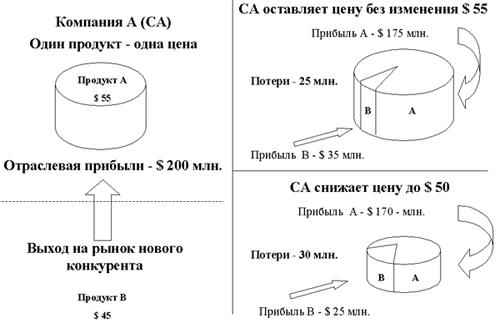 Компания А (СА)
Один продукт - одна цена
Продукт А
$ 55
Отраслевая прибыли - $ 200 млн.
Выход на рынок нового
конкурента
Продукт В
$ 45
СА оставляет цену без изменения $ 55
Прибыль А - $ 175 млн.
Потери - 25 млн.
В
А
Прибыль В - $ 35 млн.
СА снижает цену до $ 50
Прибыль А - $ 170 - млн.
Потери - 30 млн.
В
А
Прибыль В - $ 25 млн.